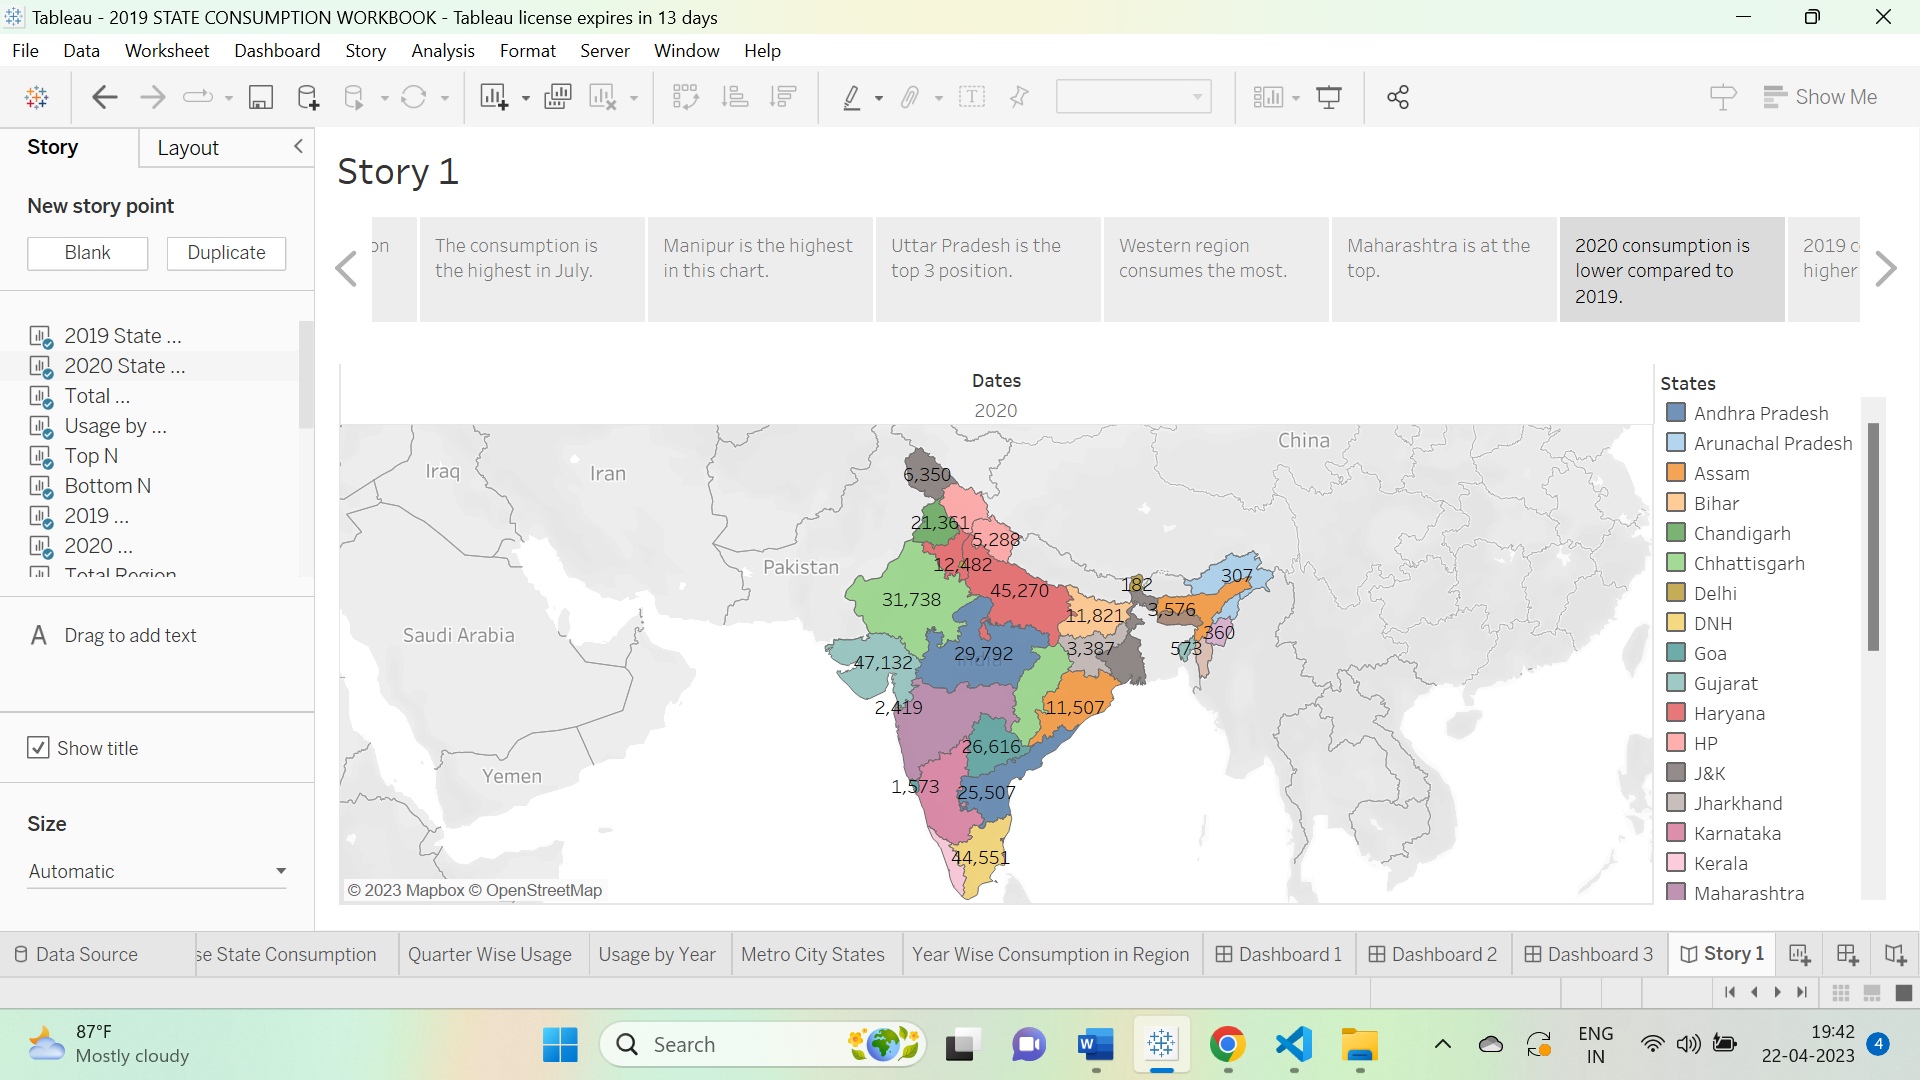 Tableau - 2019 STATE CONSUMPTION WORKBOOK - Tableau license expires in 13 days
File Data Worksheet Dashboard Story Analysis Format Server Window Help
Show Me
Story Layout
New story point
Blank Duplicate
2019 State ...
2020 State ...
Total ...
Usage by ...
Top N
Bottom N
2019 ...
2020 ...
Total Region
A Drag to add text
Show title
Size
Automatic
Story 1
on
The consumption is
the highest in July.
Manipur is the highest
in this chart.
Uttar Pradesh is the
top 3 position.
Western region
consumes the most.
Maharashtra is at the
top.
2020 consumption is
lower compared to
2019.
2019 c
higher
Dates
2020
Iraq
Iran
China
Pakistan
Saudi Arabia
Yemen
India
6,350
21,361
5,288
12,482
45,270
31,738
182
307
3,576
11,821
360
573
3,387
29,792
47,132
2,419
11,507
26,616
1,573
25,507
44,551
© 2023 Mapbox © OpenStreetMap
States
Andhra Pradesh
Arunachal Pradesh
Assam
Bihar
Chandigarh
Chhattisgarh
Delhi
DNH
Goa
Gujarat
Haryana
HP
J&K
Jharkhand
Karnataka
Kerala
Maharashtra
Data Source se State Consumption Quarter Wise Usage Usage by Year Metro City States Year Wise Consumption in Region Dashboard 1 Dashboard 2 Dashboard 3 Story 1
87°F
Mostly cloudy
Search
ENG
IN
19:42
22-04-2023
4